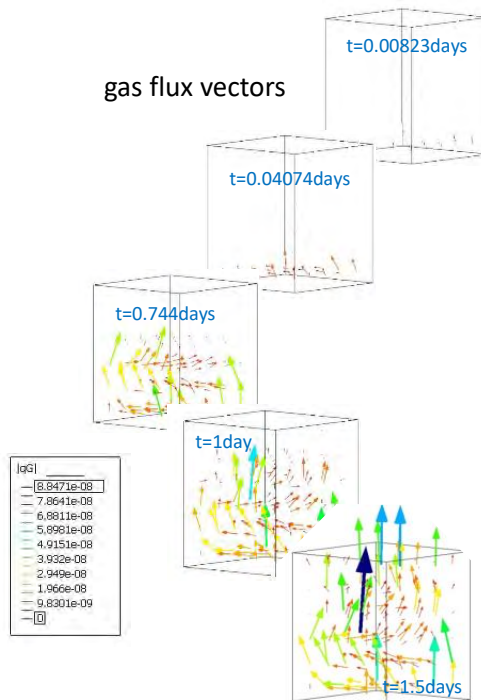 t=0.00823days
gas flux vectors
t=0.04074days
t=0.744days
t=1day
|qG|
8.8471e-08
7.8641e-08
6.8811e-08
5.8981e-08
4.9151e-08
3.932e-08
2.949e-08
1.966e-08
9.8301e-09
0
t=1.5days